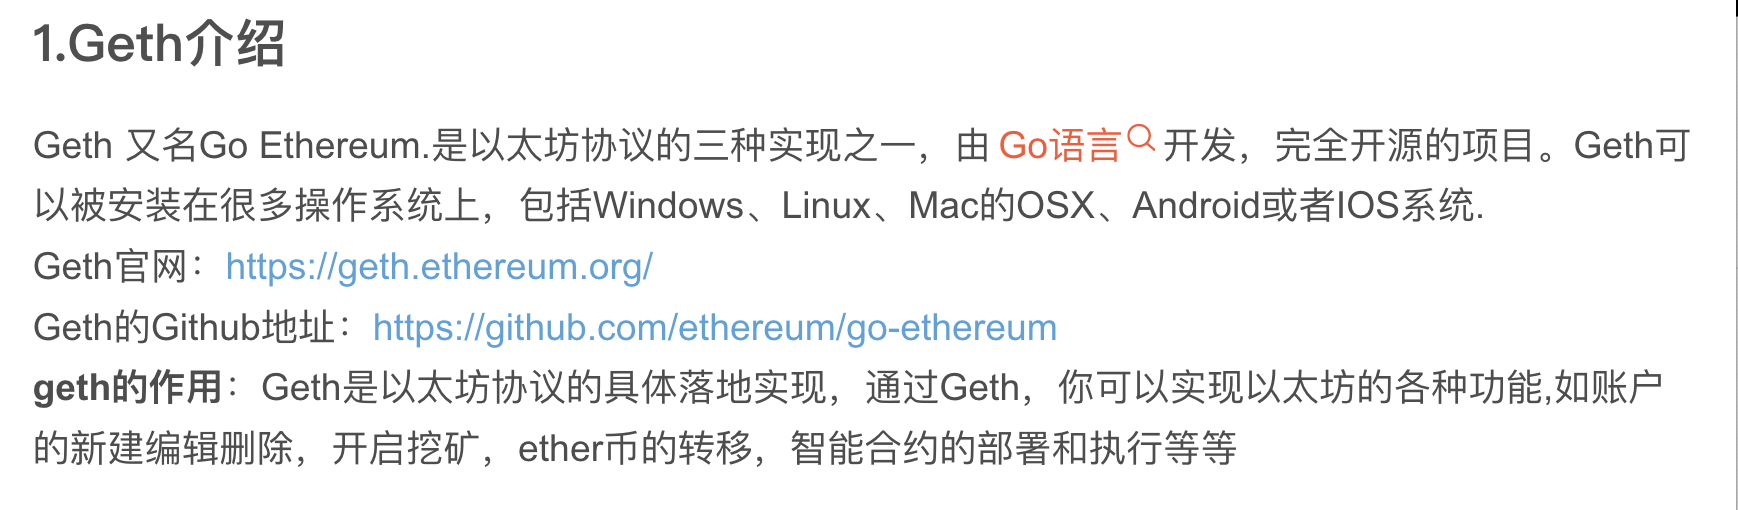 1.Geth介绍
Geth 又名Go Ethereum.是以太坊协议的三种实现之一，由 Go语言 开发，完全开源的项目。Geth可
以被安装在很多操作系统上，包括Windows、Linux、Mac的OSX、Android或者IOS系统.
Geth官网：https://geth.ethereum.org/
Geth的Github地址：https://github.com/ethereum/go-ethereum
geth的作用：Geth是以太坊协议的具体落地实现，通过Geth，你可以实现以太坊的各种功能,如账户
的新建编辑删除，开启挖矿，ether币的转移，智能合约的部署和执行等等